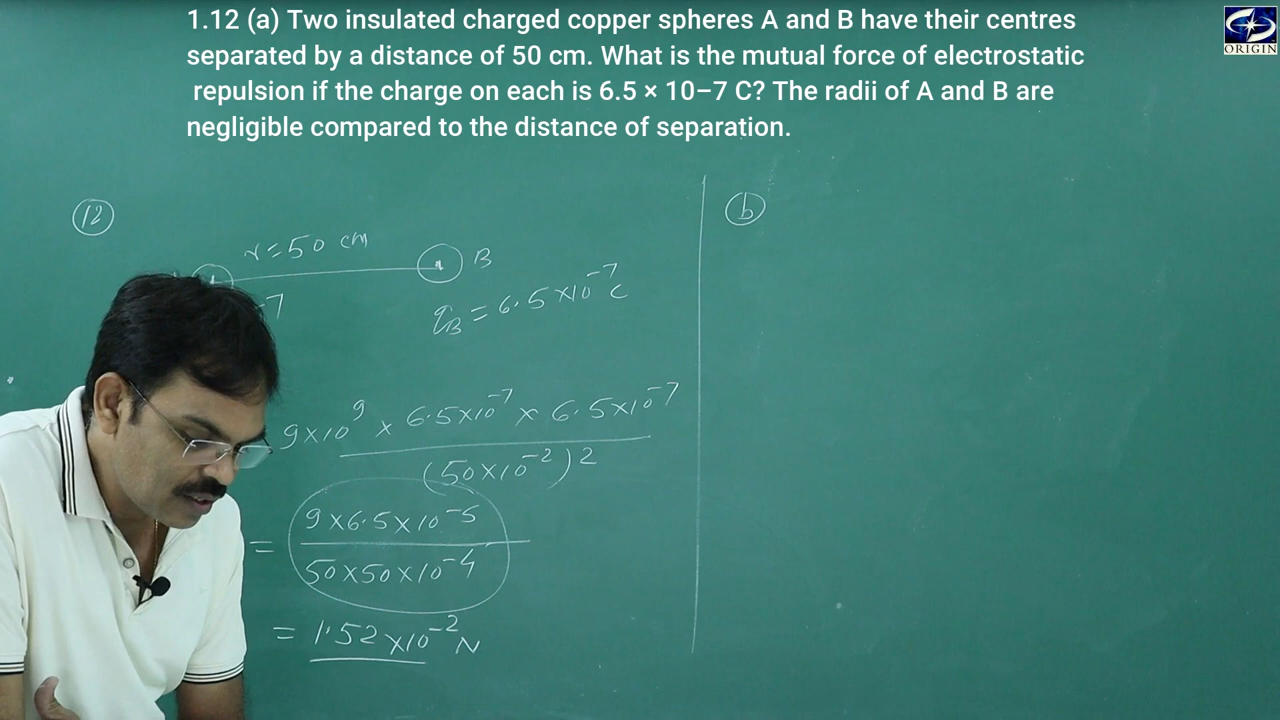 1.12 (a) Two insulated charged copper spheres A and B have their centres
separated by a distance of 50 cm. What is the mutual force of electrostatic
repulsion if the charge on each is 6.5 × 10–7 C? The radii of A and B are
negligible compared to the distance of separation.
ORIGIN
12
r = 50 cm
B
-7
q_B = 6.5 × 10⁻⁷ C
9 × 10⁹ × 6.5 × 10⁻⁷ × 6.5 × 10⁻⁷
(50 × 10⁻²)²
= 9 × 6.5 × 10⁻⁵
50 × 50 × 10⁻⁴
= 1.52 × 10⁻² N
b